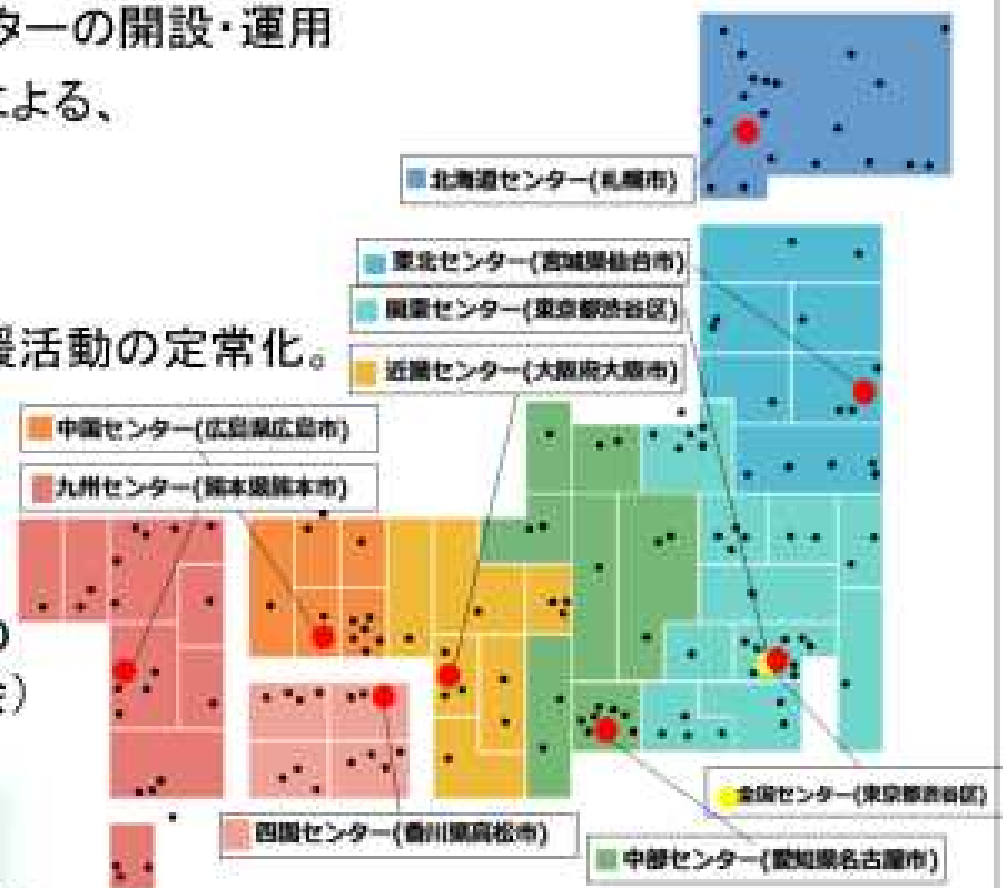 ターの開設・運用
による、
北海道センター(札幌市)
東北センター(宮城県仙台市)
関東センター(東京都渋谷区)
援活動の定常化。
近畿センター(大阪府大阪市)
中国センター(広島県広島市)
九州センター(熊本県熊本市)
全国センター(東京都渋谷区)
四国センター(香川県高松市)
中部センター(愛知県名古屋市)